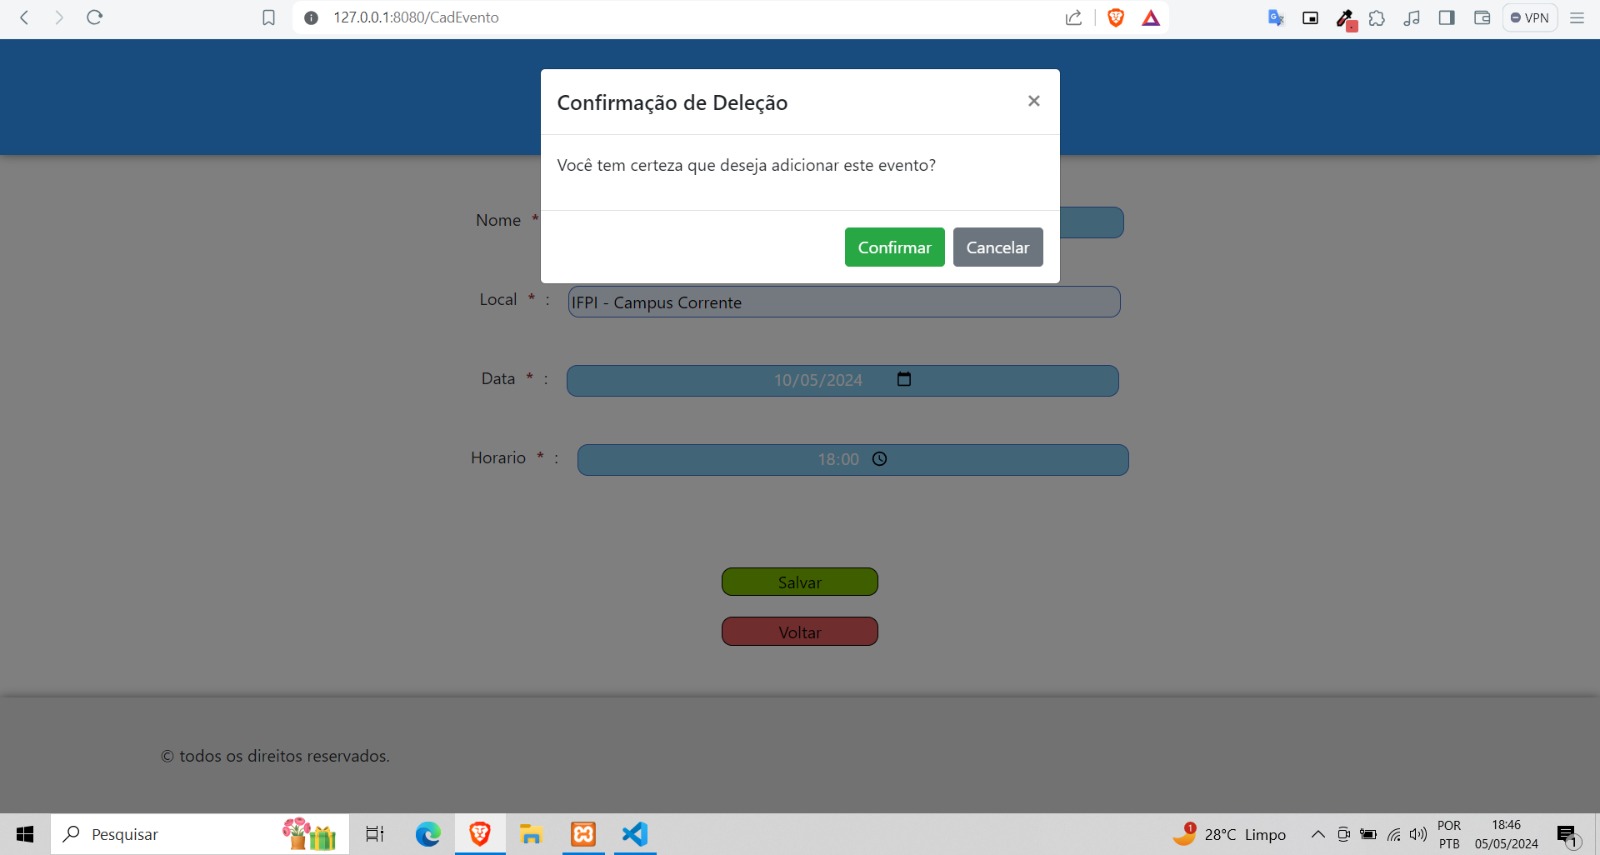 127.0.0.1:8080/CadEvento
VPN
Confirmação de Deleção ×
Você tem certeza que deseja adicionar este evento?
Confirmar Cancelar
Nome *
Local * : IFPI - Campus Corrente
Data * : 10/05/2024
Horario * : 18:00
Salvar
Voltar
© todos os direitos reservados.
Pesquisar
1 28°C Limpo
POR
PTB
18:46
05/05/2024
1